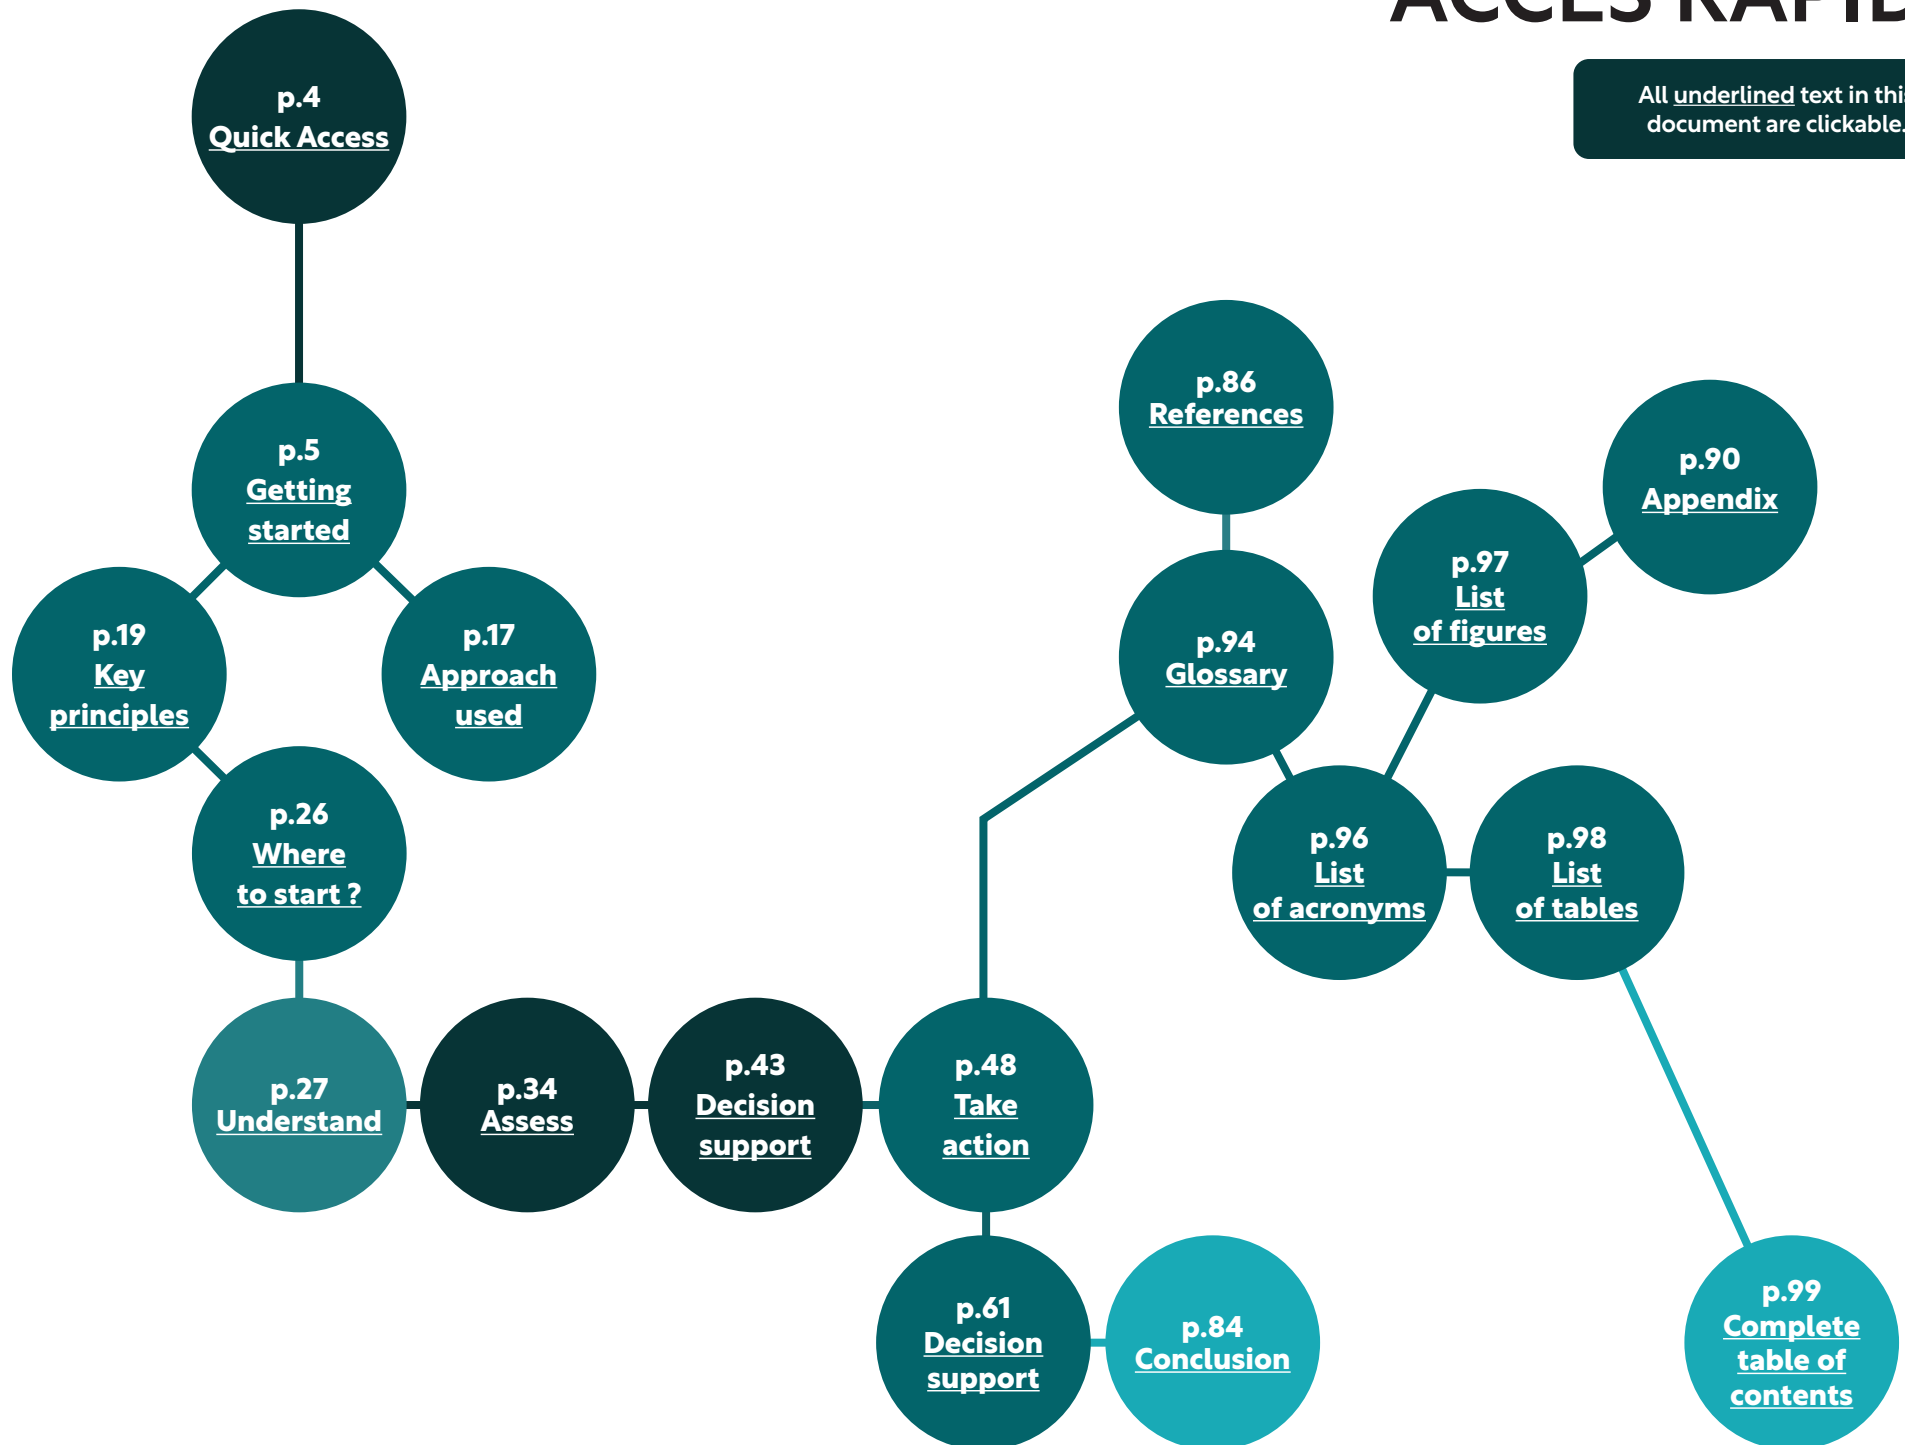 ACCÈS RAPID
All underlined text in this
document are clickable.
p.4
Quick Access
p.5
Getting
started
p.19
Key
principles
p.17
Approach
used
p.26
Where
to start ?
p.27
Understand
p.34
Assess
p.43
Decision
support
p.48
Take
action
p.61
Decision
support
p.84
Conclusion
p.86
References
p.94
Glossary
p.96
List
of acronyms
p.97
List
of figures
p.90
Appendix
p.98
List
of tables
p.99
Complete
table of
contents